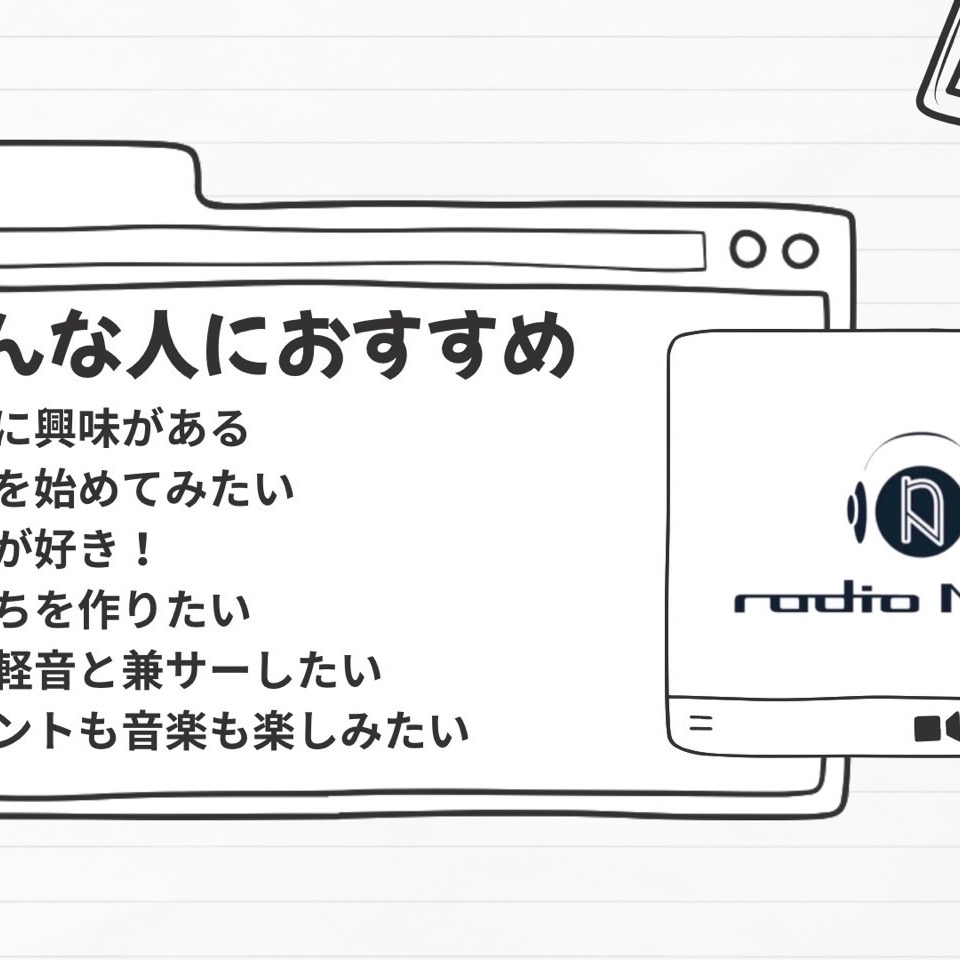 んな人におすすめ
に興味がある
を始めてみたい
が好き！
ちを作りたい
軽音と兼サーしたい
ントも音楽も楽しみたい
radio N